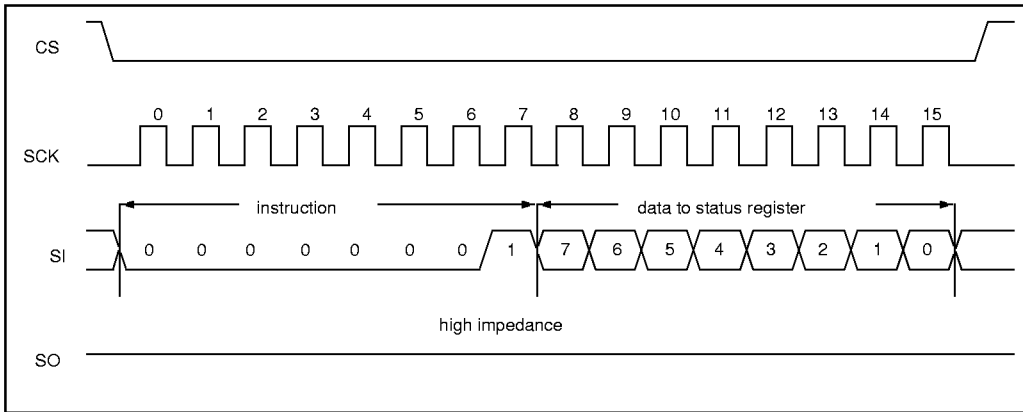 CS
0 1 2 3 4 5 6 7 8 9 10 11 12 13 14 15
SCK
instruction
data to status register
SI
0 0 0 0 0 0 0 1 7 6 5 4 3 2 1 0
high impedance
SO